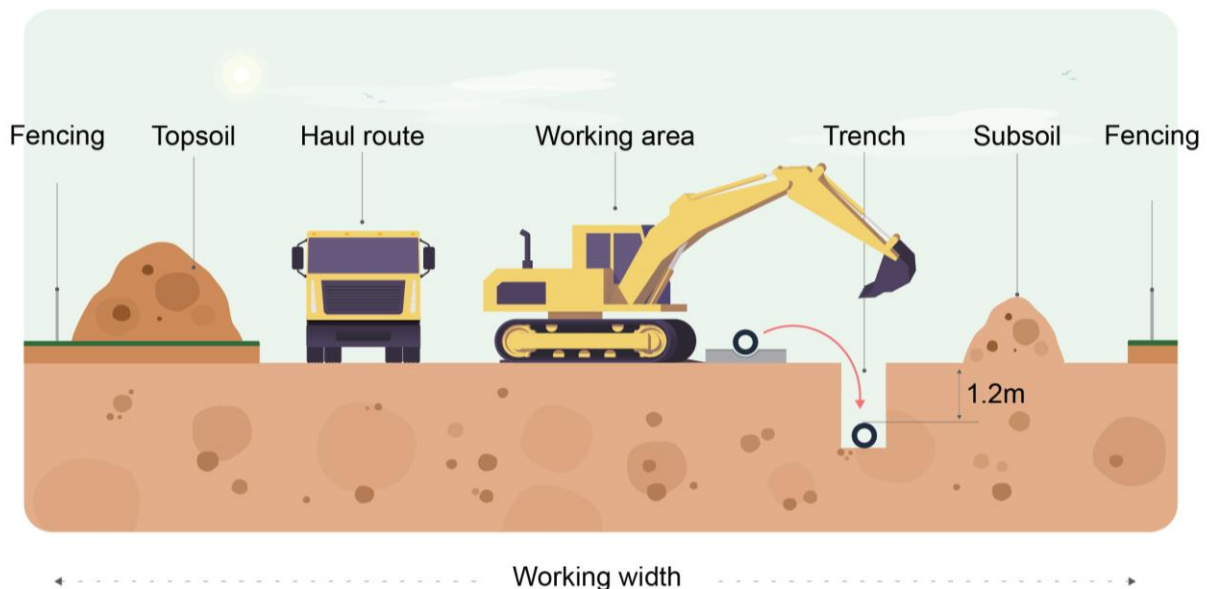 Fencing
Topsoil
Haul route
Working area
Trench
Subsoil
Fencing
1.2m
Working width